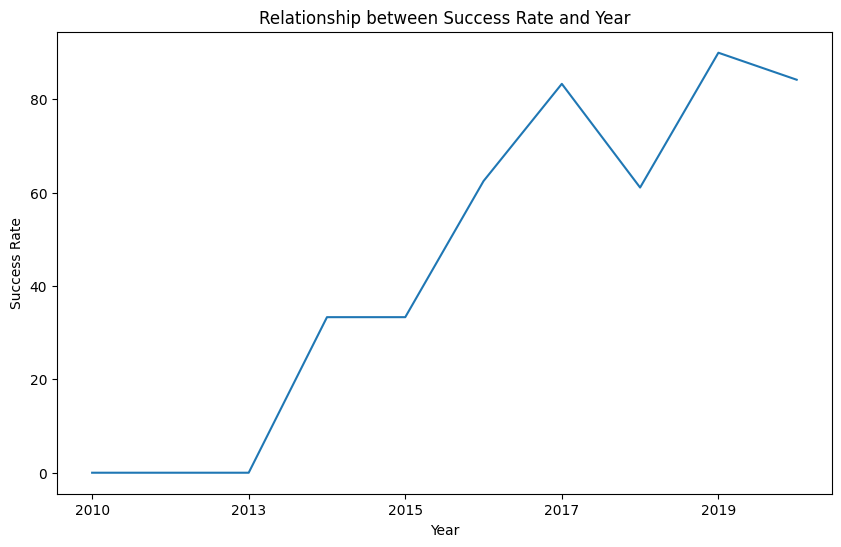 Relationship between Success Rate and Year
80
60
40
20
0
Success Rate
2010 2013 2015 2017 2019
Year